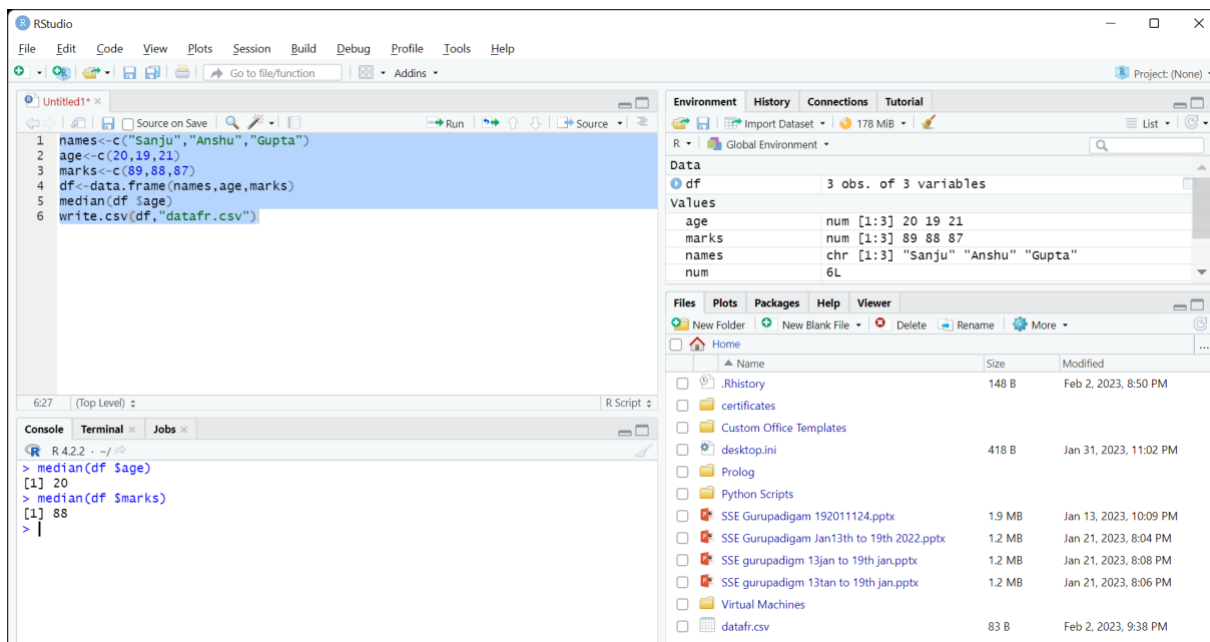 RStudio
File Edit Code View Plots Session Build Debug Profile Tools Help
Go to file/function Addins Project: (None)
Untitled1*
Source on Save Run Source
1 names<-c("Sanju","Anshu","Gupta")
2 age<-c(20,19,21)
3 marks<-c(89,88,87)
4 df<-data.frame(names,age,marks)
5 median(df $age)
6 write.csv(df,"datafr.csv")
6:27 (Top Level) R Script
Console Terminal Jobs
R 4.2.2 · ~/
> median(df $age)
[1] 20
> median(df $marks)
[1] 88
>
Environment History Connections Tutorial
Import Dataset 178 MiB List
R Global Environment
Data
df 3 obs. of 3 variables
Values
age num [1:3] 20 19 21
marks num [1:3] 89 88 87
names chr [1:3] "Sanju" "Anshu" "Gupta"
num 6L
Files Plots Packages Help Viewer
New Folder New Blank File Delete Rename More
Home ...
Name Size Modified
.Rhistory 148 B Feb 2, 2023, 8:50 PM
certificates
Custom Office Templates
desktop.ini 418 B Jan 31, 2023, 11:02 PM
Prolog
Python Scripts
SSE Gurupadigam 192011124.pptx 1.9 MB Jan 13, 2023, 10:09 PM
SSE Gurupadigam Jan13th to 19th 2022.pptx 1.2 MB Jan 21, 2023, 8:04 PM
SSE gurupadigm 13jan to 19th jan.pptx 1.2 MB Jan 21, 2023, 8:08 PM
SSE gurupadigm 13tan to 19th jan.pptx 1.2 MB Jan 21, 2023, 8:06 PM
Virtual Machines
datafr.csv 83 B Feb 2, 2023, 9:38 PM